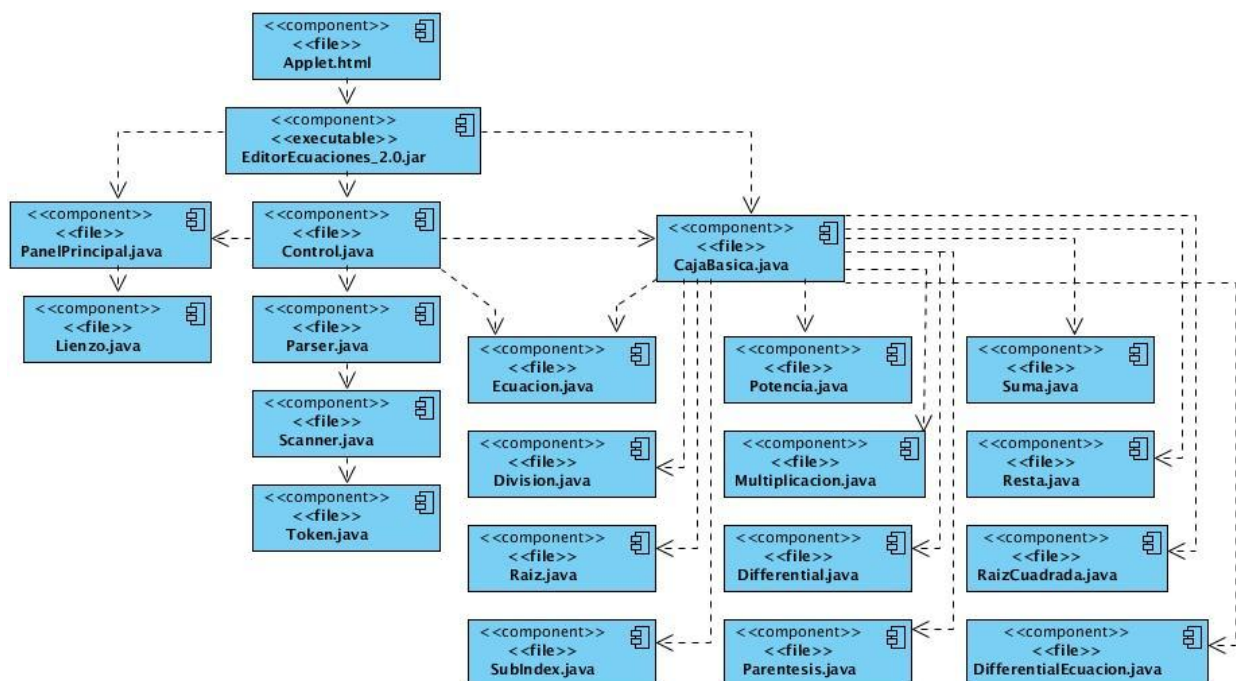 <<component>>
<<file>>
Applet.html
<<component>>
<<executable>>
EditorEcuaciones_2.0.jar
<<component>>
<<file>>
PanelPrincipal.java
<<component>>
<<file>>
Control.java
<<component>>
<<file>>
CajaBasica.java
<<component>>
<<file>>
Lienzo.java
<<component>>
<<file>>
Parser.java
<<component>>
<<file>>
Ecuacion.java
<<component>>
<<file>>
Potencia.java
<<component>>
<<file>>
Suma.java
<<component>>
<<file>>
Scanner.java
<<component>>
<<file>>
Division.java
<<component>>
<<file>>
Multiplicacion.java
<<component>>
<<file>>
Resta.java
<<component>>
<<file>>
Token.java
<<component>>
<<file>>
Raiz.java
<<component>>
<<file>>
Differential.java
<<component>>
<<file>>
RaizCuadrada.java
<<component>>
<<file>>
SubIndex.java
<<component>>
<<file>>
Parentesis.java
<<component>>
<<file>>
DifferentialEcuacion.java